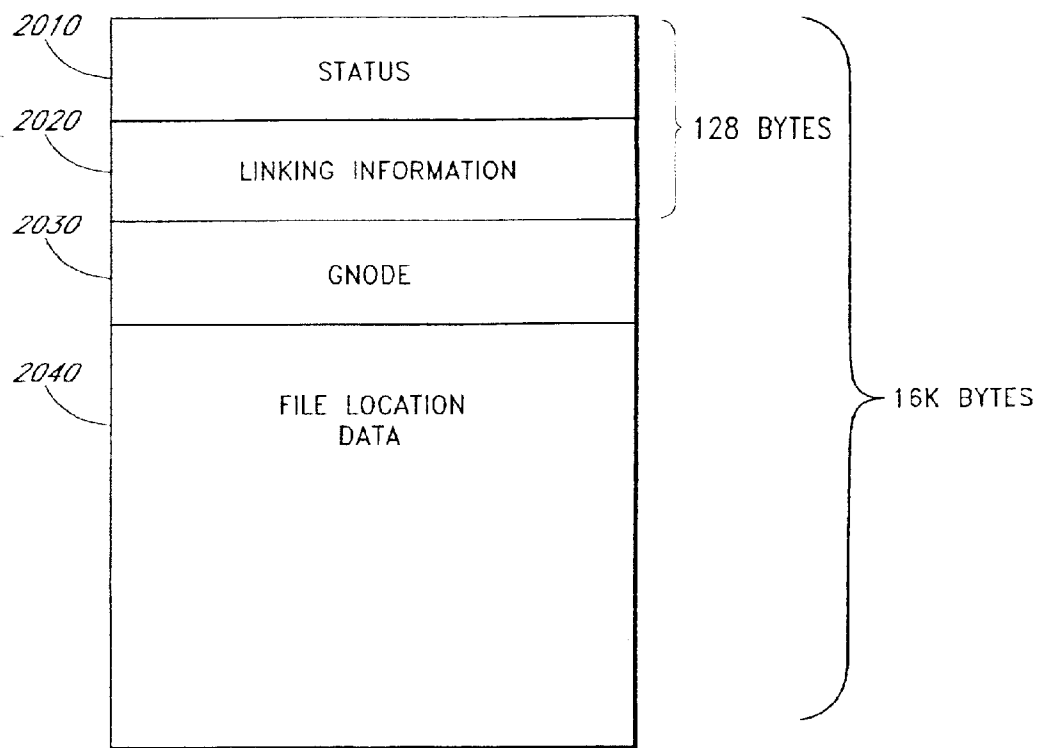 2010
STATUS
2020
LINKING INFORMATION
128 BYTES
2030
GNODE
2040
FILE LOCATION
DATA
16K BYTES